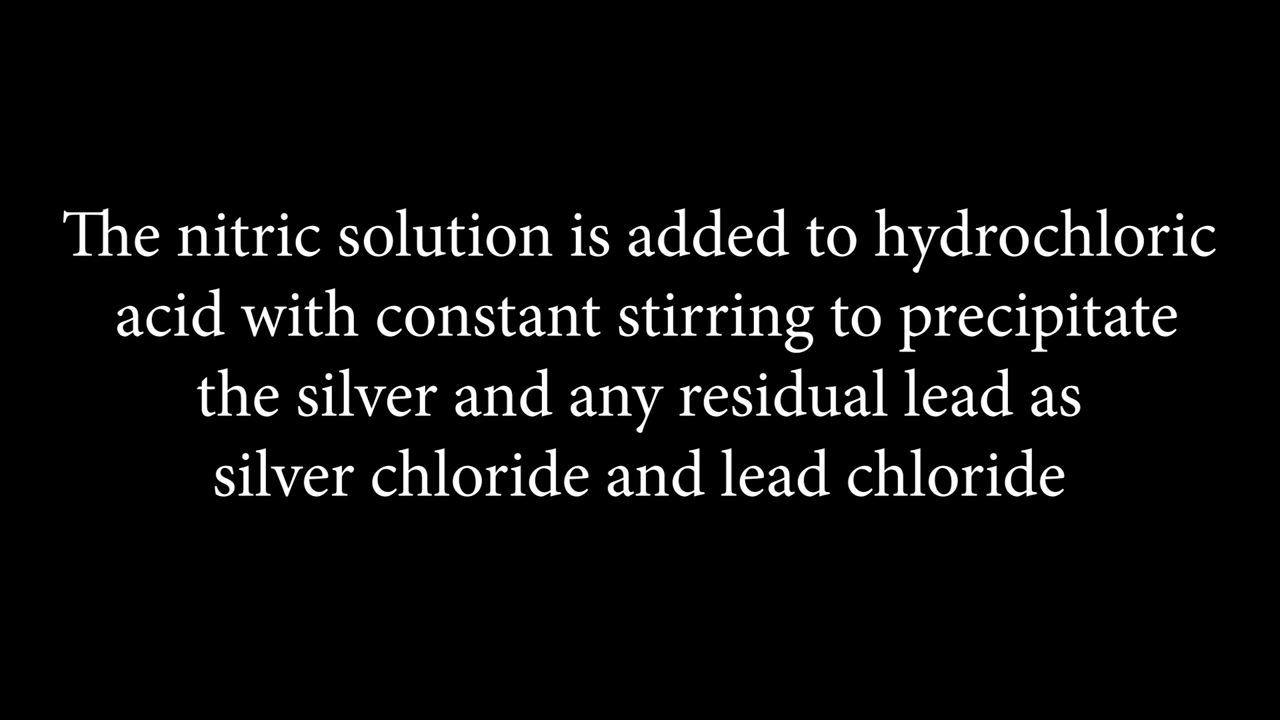 The nitric solution is added to hydrochloric
acid with constant stirring to precipitate
the silver and any residual lead as
silver chloride and lead chloride